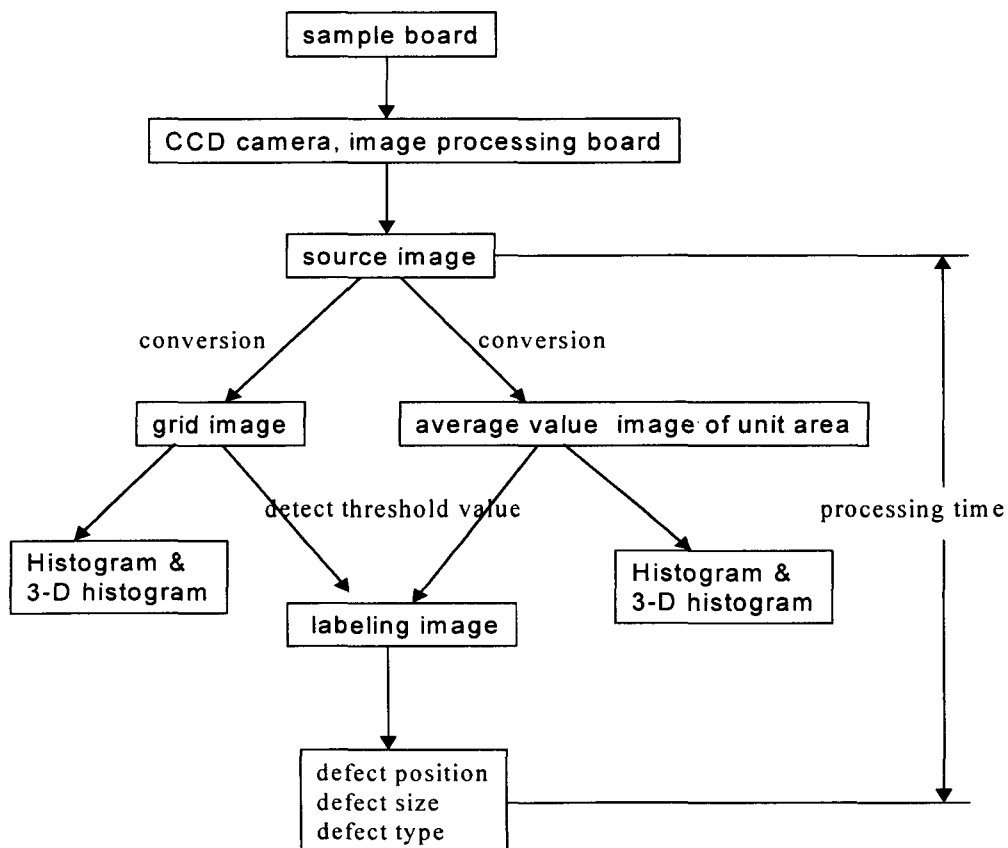 sample board
CCD camera, image processing board
source image
conversion
conversion
grid image
average value image of unit area
detect threshold value
processing time
Histogram &
3-D histogram
Histogram &
3-D histogram
labeling image
defect position
defect size
defect type